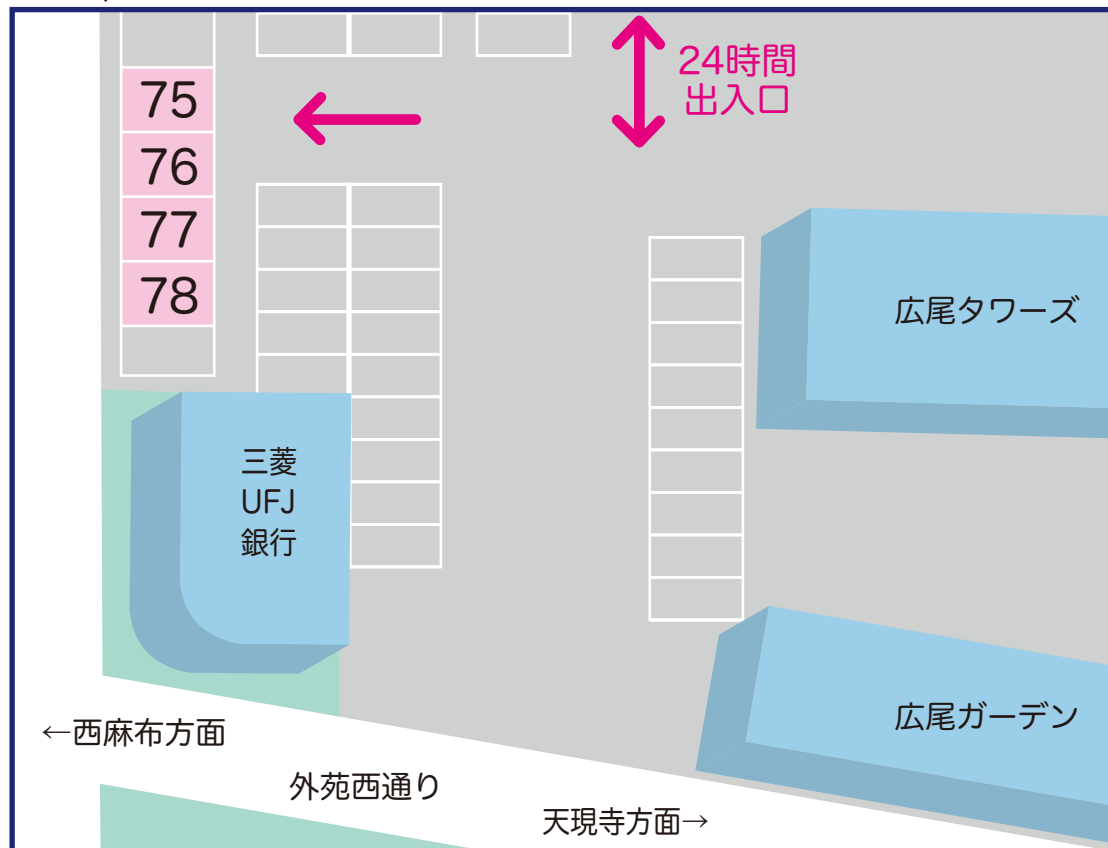 24時間
出入口
75
76
77
78
広尾タワーズ
三菱
UFJ
銀行
広尾ガーデン
←西麻布方面
外苑西通り
天現寺方面→